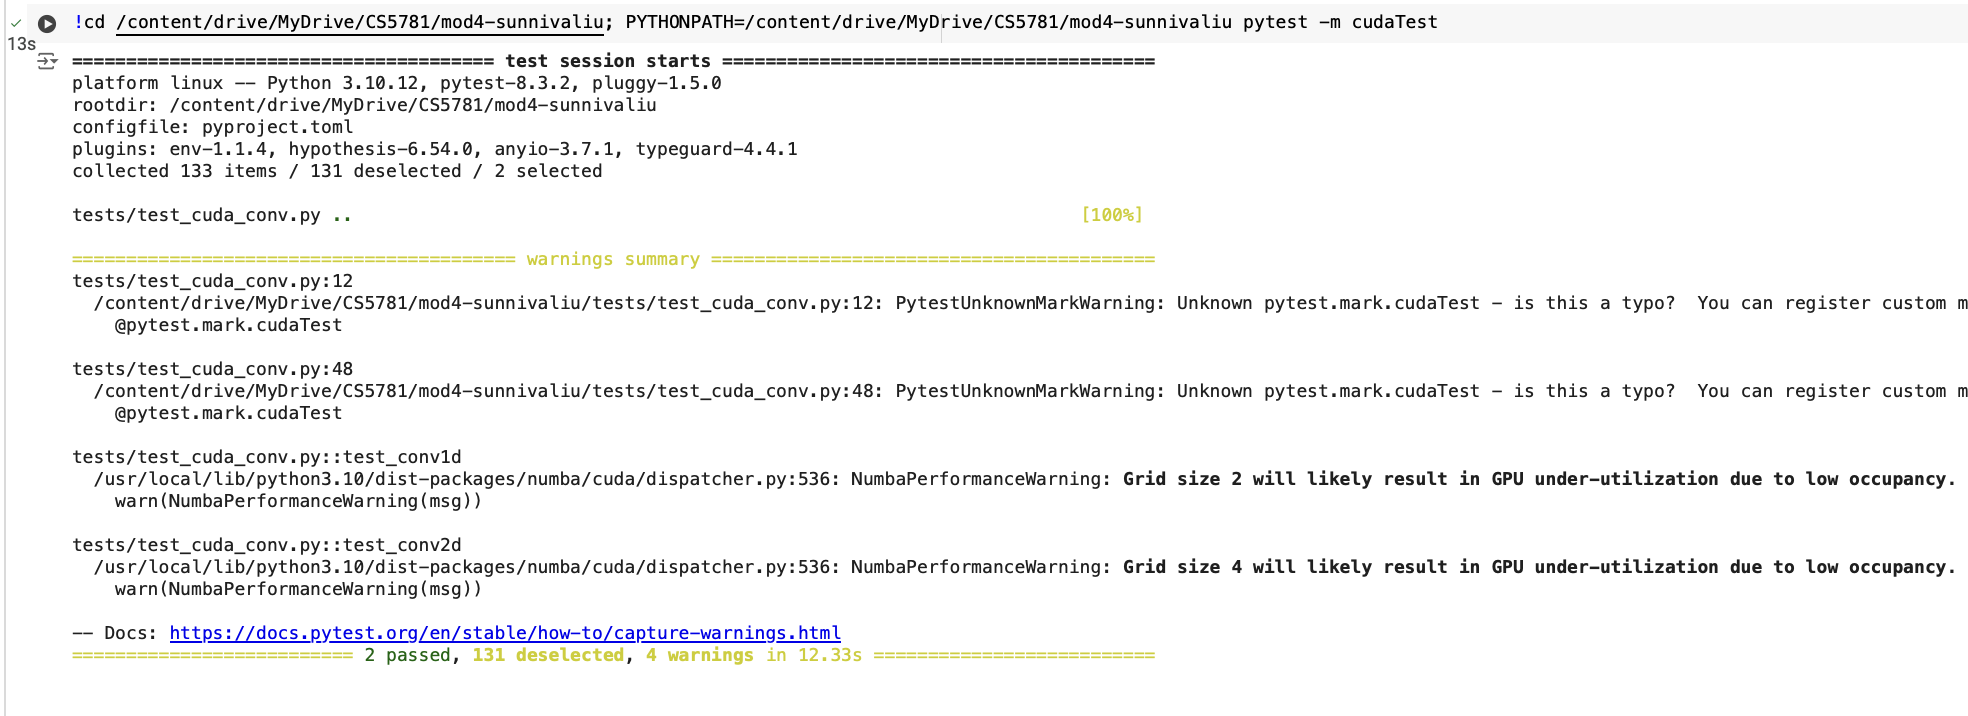 !cd /content/drive/MyDrive/CS5781/mod4-sunnivaliu; PYTHONPATH=/content/drive/MyDrive/CS5781/mod4-sunnivaliu pytest -m cudaTest
13s
======================================= test session starts ========================================
platform linux -- Python 3.10.12, pytest-8.3.2, pluggy-1.5.0
rootdir: /content/drive/MyDrive/CS5781/mod4-sunnivaliu
configfile: pyproject.toml
plugins: env-1.1.4, hypothesis-6.54.0, anyio-3.7.1, typeguard-4.4.1
collected 133 items / 131 deselected / 2 selected
tests/test_cuda_conv.py .. [100%]
========================================= warnings summary =========================================
tests/test_cuda_conv.py:12
/content/drive/MyDrive/CS5781/mod4-sunnivaliu/tests/test_cuda_conv.py:12: PytestUnknownMarkWarning: Unknown pytest.mark.cudaTest - is this a typo?  You can register custom m
@pytest.mark.cudaTest
tests/test_cuda_conv.py:48
/content/drive/MyDrive/CS5781/mod4-sunnivaliu/tests/test_cuda_conv.py:48: PytestUnknownMarkWarning: Unknown pytest.mark.cudaTest - is this a typo?  You can register custom m
@pytest.mark.cudaTest
tests/test_cuda_conv.py::test_conv1d
/usr/local/lib/python3.10/dist-packages/numba/cuda/dispatcher.py:536: NumbaPerformanceWarning: Grid size 2 will likely result in GPU under-utilization due to low occupancy.
warn(NumbaPerformanceWarning(msg))
tests/test_cuda_conv.py::test_conv2d
/usr/local/lib/python3.10/dist-packages/numba/cuda/dispatcher.py:536: NumbaPerformanceWarning: Grid size 4 will likely result in GPU under-utilization due to low occupancy.
warn(NumbaPerformanceWarning(msg))
-- Docs: https://docs.pytest.org/en/stable/how-to/capture-warnings.html
========================== 2 passed, 131 deselected, 4 warnings in 12.33s ==========================